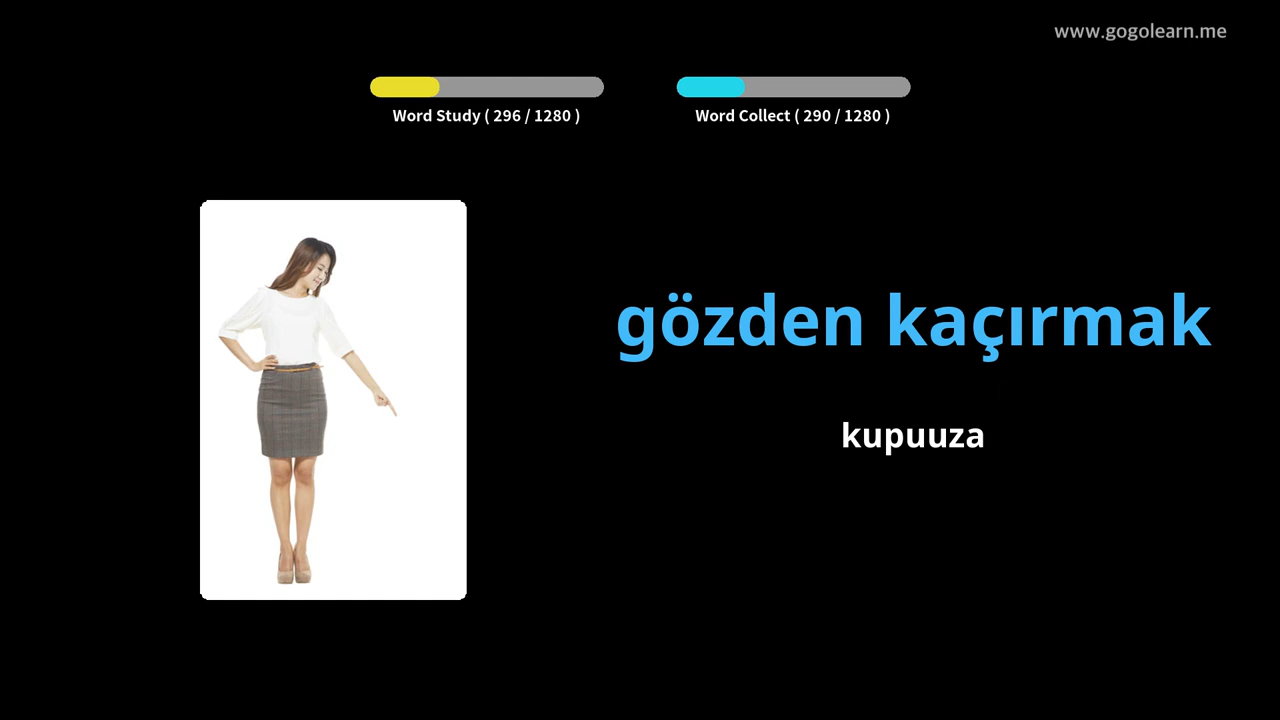 www.gogolearn.me
Word Study ( 296 / 1280 )
Word Collect ( 290 / 1280 )
gözden kaçırmak
kupuuza